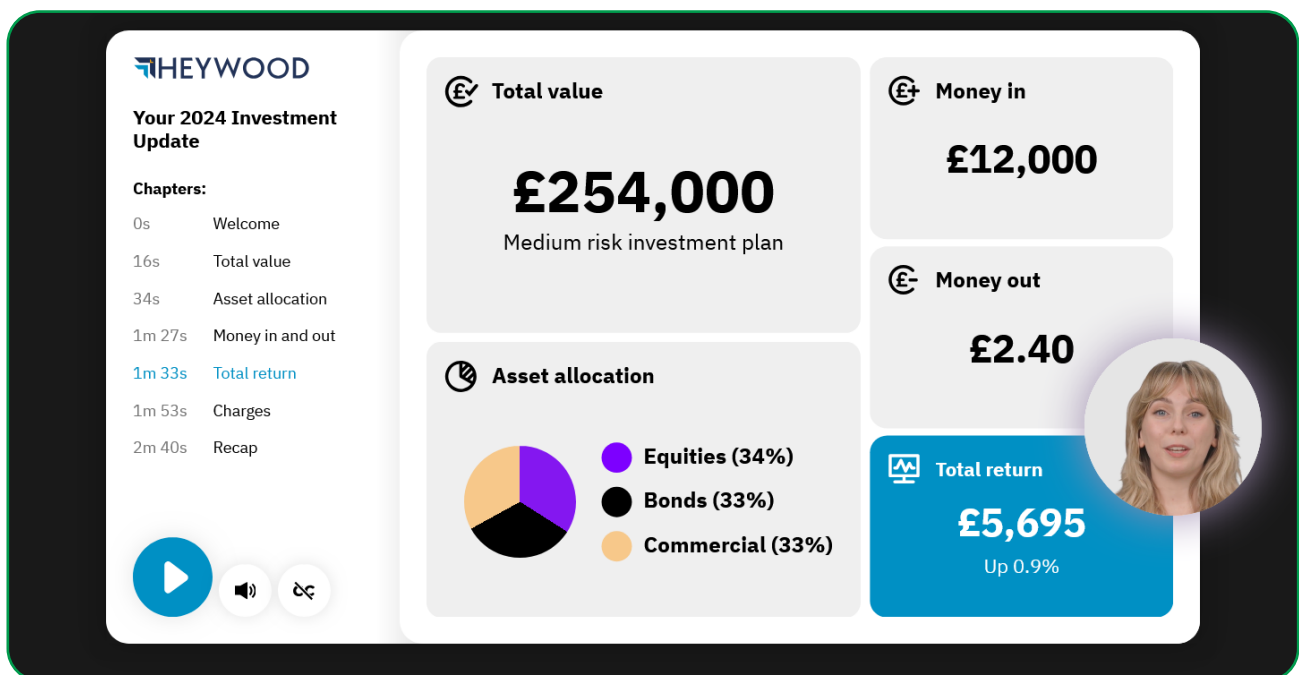 HEYWOOD
Your 2024 Investment
Update
Chapters:
0s Welcome
16s Total value
34s Asset allocation
1m 27s Money in and out
1m 33s Total return
1m 53s Charges
2m 40s Recap
Total value
£254,000
Medium risk investment plan
Asset allocation
Equities (34%)
Bonds (33%)
Commercial (33%)
Money in
£12,000
Money out
£2.40
Total return
£5,695
Up 0.9%